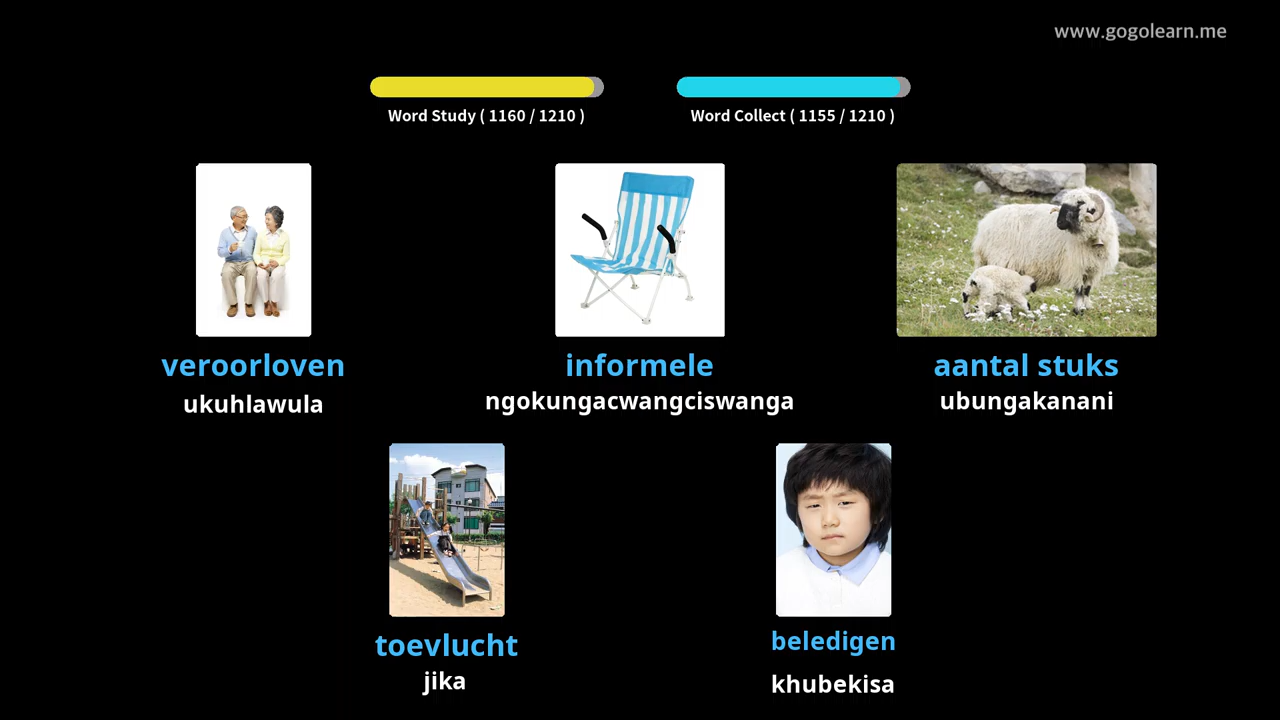 www.gogolearn.me
Word Study ( 1160 / 1210 )
Word Collect ( 1155 / 1210 )
veroorloven
ukuhlawula
informele
ngokungacwangciswanga
aantal stuks
ubungakanani
toevlucht
jika
beledigen
khubekisa